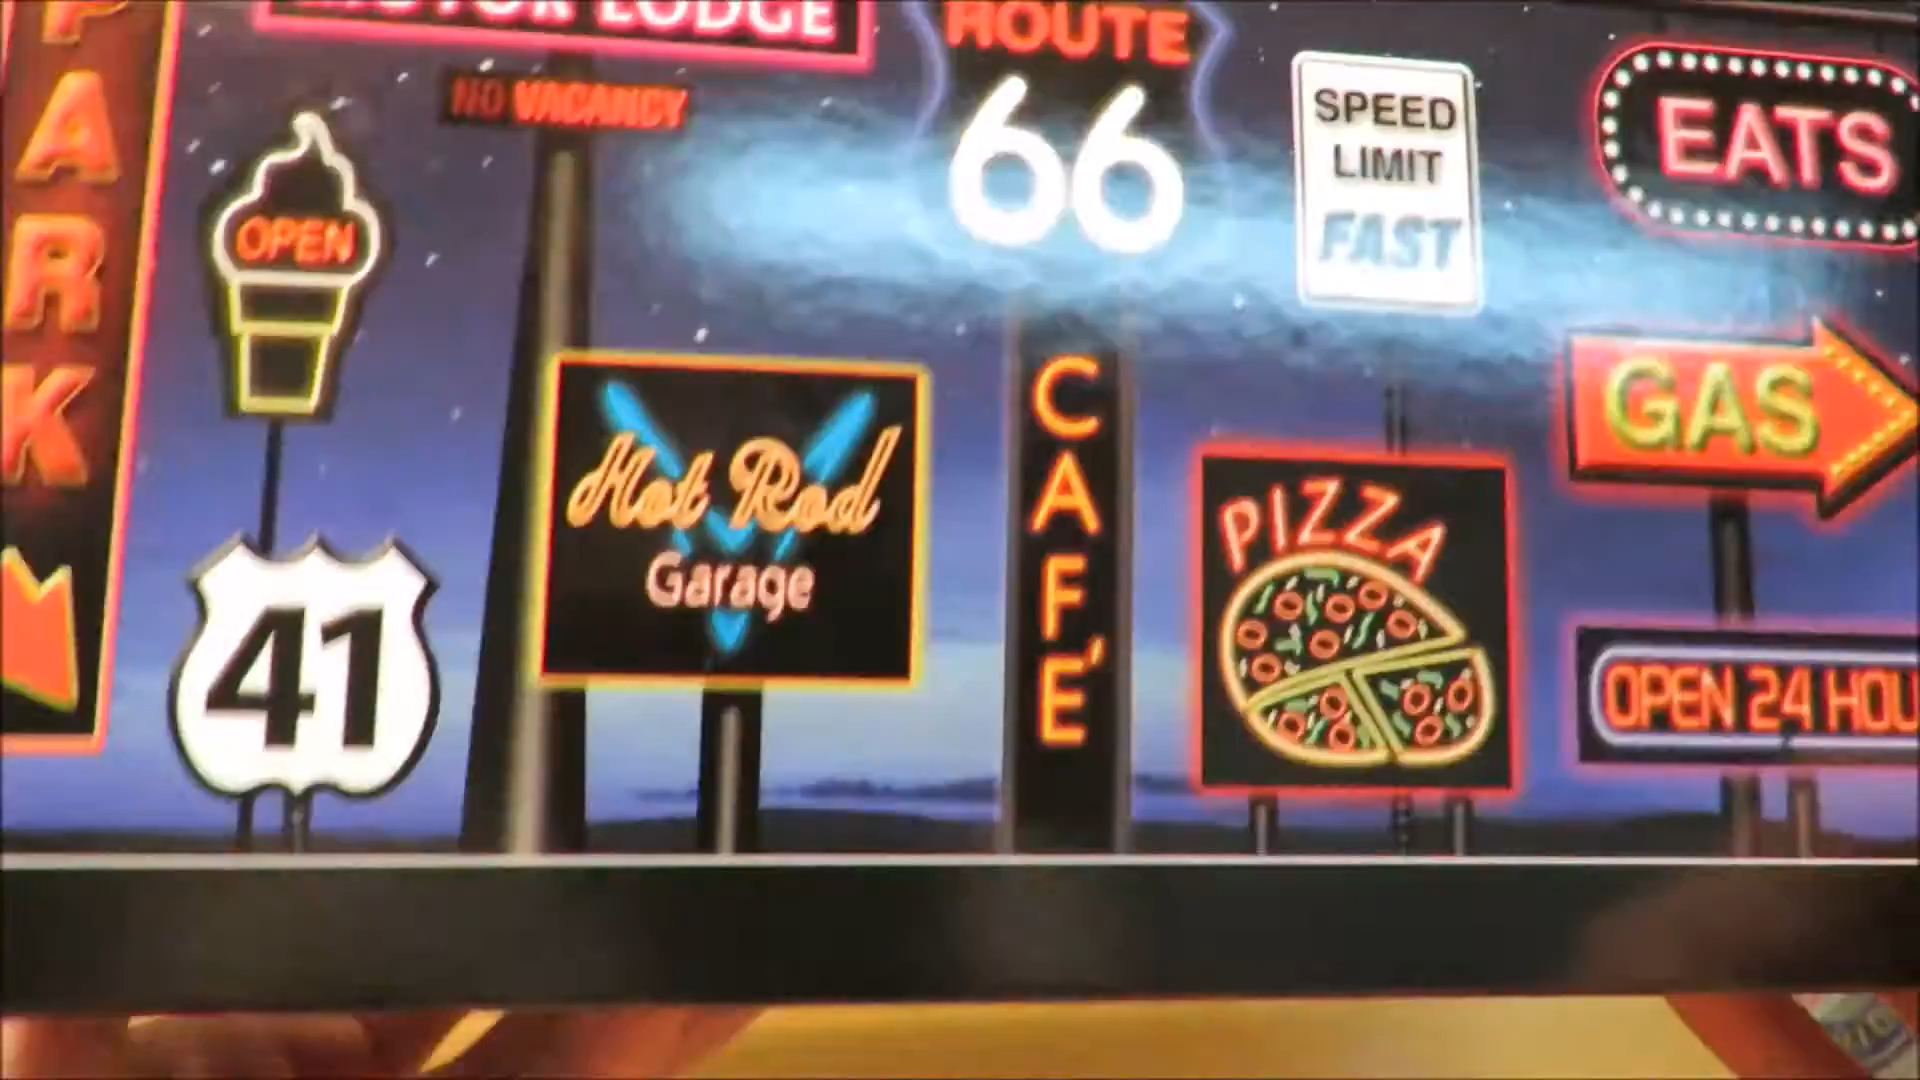 PARK
MOTOR LODGE
NO VACANCY
OPEN
41
Hot Rod
Garage
ROUTE
66
CAFÉ
SPEED
LIMIT
FAST
PIZZA
EATS
GAS
OPEN 24 HOU